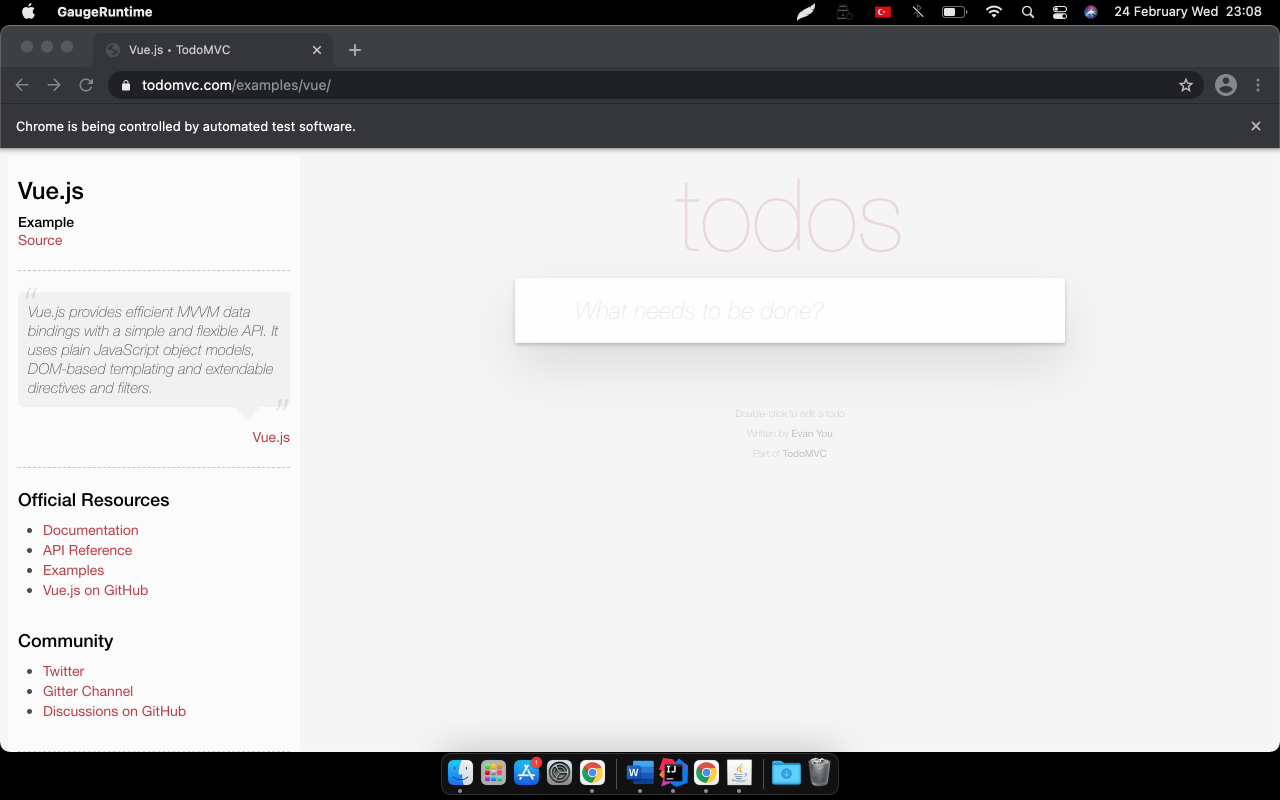 GaugeRuntime
24 February Wed 23:08
Vue.js • TodoMVC
todomvc.com/examples/vue/
Chrome is being controlled by automated test software.
Vue.js
Example
Source
“
Vue.js provides efficient MVVM data
bindings with a simple and flexible API. It
uses plain JavaScript object models,
DOM-based templating and extendable
directives and filters.
”
Vue.js
Official Resources
Documentation
API Reference
Examples
Vue.js on GitHub
Community
Twitter
Gitter Channel
Discussions on GitHub
todos
What needs to be done?
Double-click to edit a todo
Written by Evan You
Part of TodoMVC
1
W
IJ